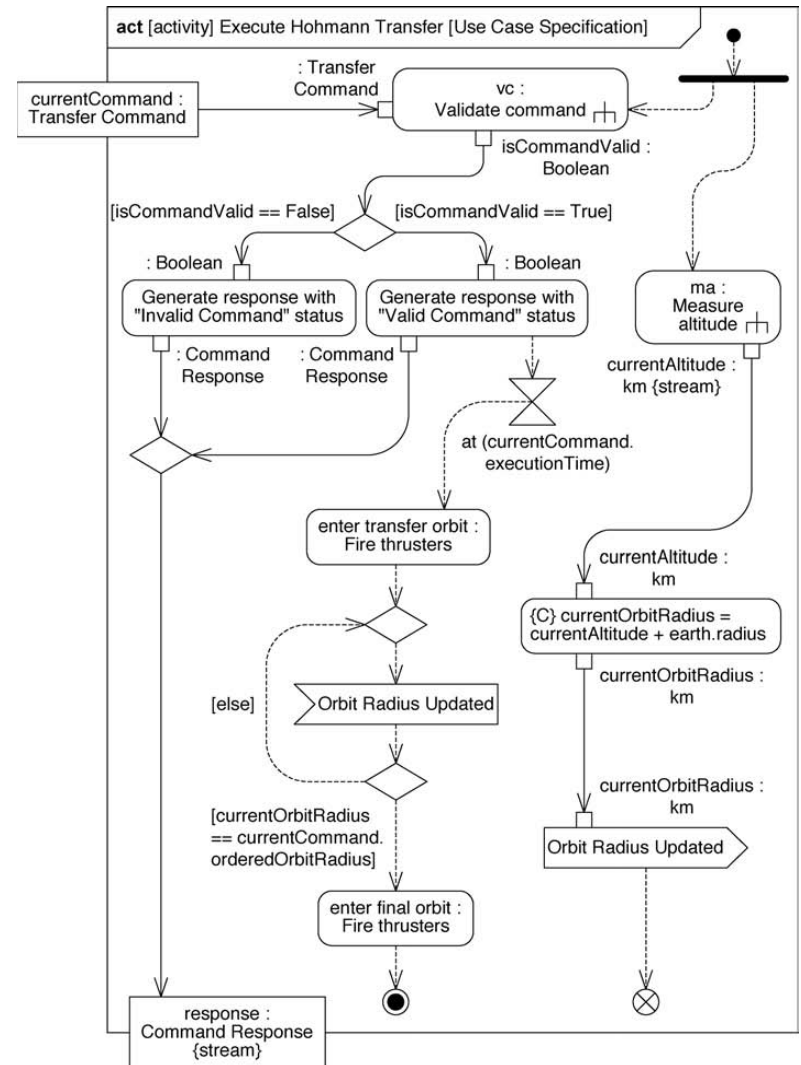 act [activity] Execute Hohmann Transfer [Use Case Specification]
: Transfer
Command
currentCommand :
Transfer Command
vc :
Validate command
isCommandValid :
Boolean
[isCommandValid == False]
[isCommandValid == True]
: Boolean
: Boolean
Generate response with
"Invalid Command" status
Generate response with
"Valid Command" status
ma :
Measure
altitude
: Command
Response
: Command
Response
currentAltitude :
km {stream}
at (currentCommand.
executionTime)
enter transfer orbit :
Fire thrusters
currentAltitude :
km
{C} currentOrbitRadius =
currentAltitude + earth.radius
currentOrbitRadius :
km
[else]
Orbit Radius Updated
currentOrbitRadius :
km
[currentOrbitRadius
== currentCommand.
orderedOrbitRadius]
Orbit Radius Updated
enter final orbit :
Fire thrusters
response :
Command Response
{stream}